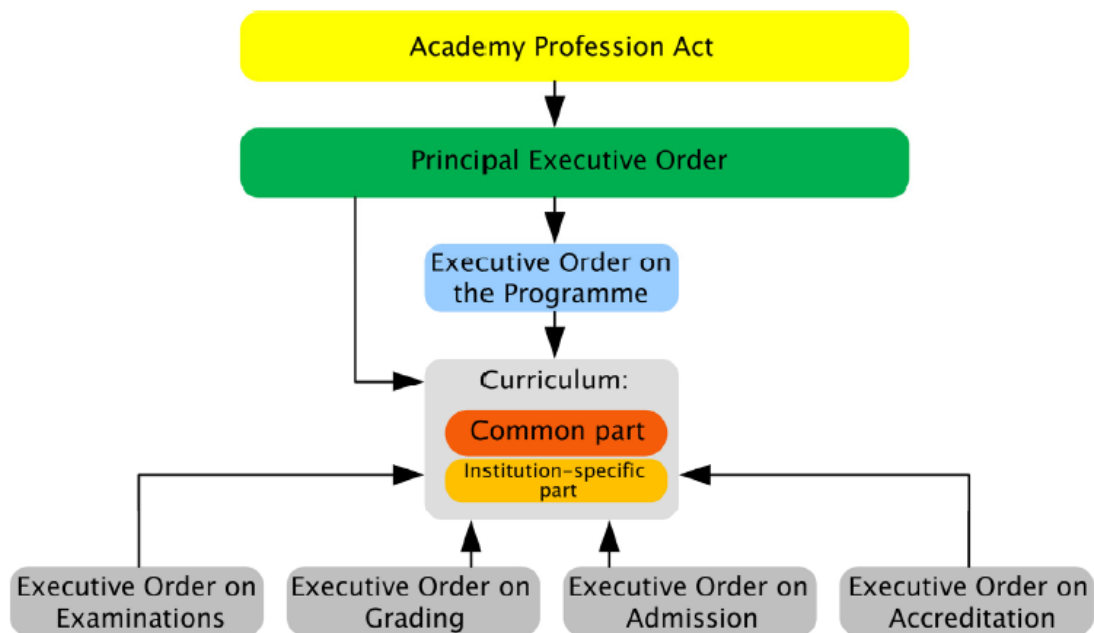 Academy Profession Act
Principal Executive Order
Executive Order on
the Programme
Curriculum:
Common part
Institution-specific
part
Executive Order on
Examinations
Executive Order on
Grading
Executive Order on
Admission
Executive Order on
Accreditation